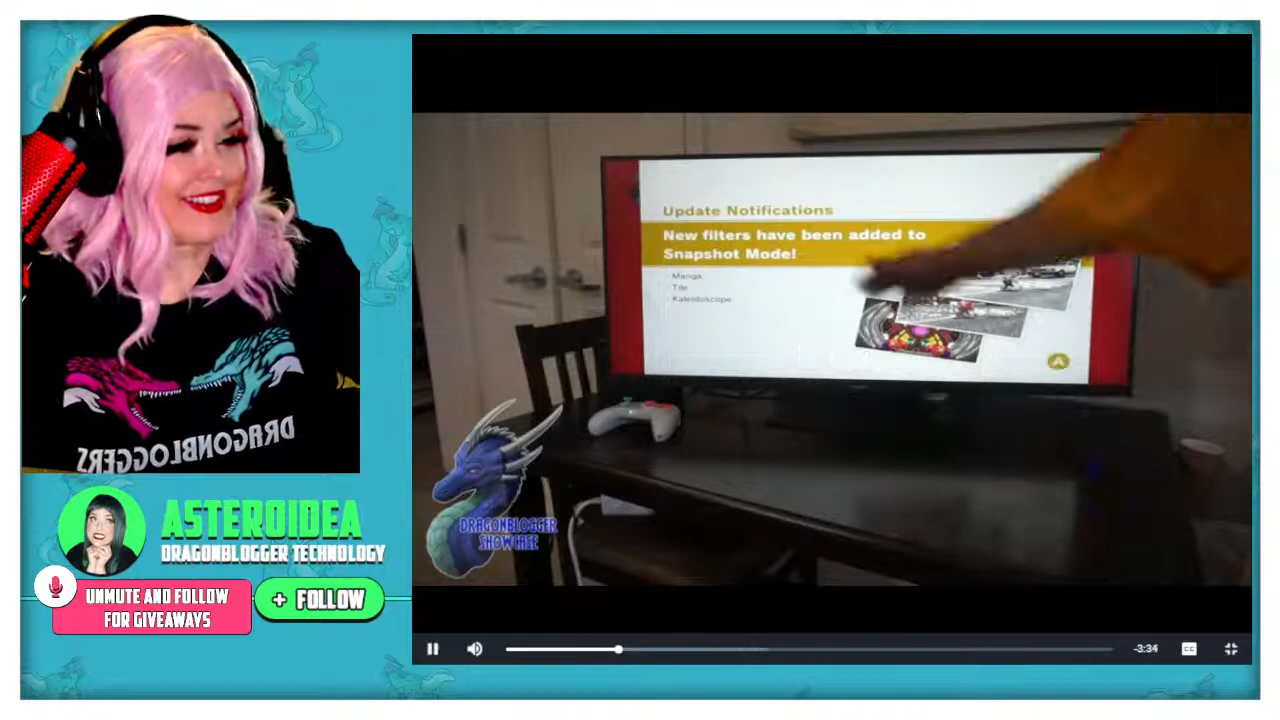 DRAGONBLOGGERS
ASTEROIDEA
DRAGONBLOGGER TECHNOLOGY
UNMUTE AND FOLLOW
FOR GIVEAWAYS
+ FOLLOW
Update Notifications
New filters have been added to
Snapshot Mode!
- Manga
- Tile
- Kaleidoscope
A
DRAGONBLOGGER
SHOWCASE
-3:34
CC